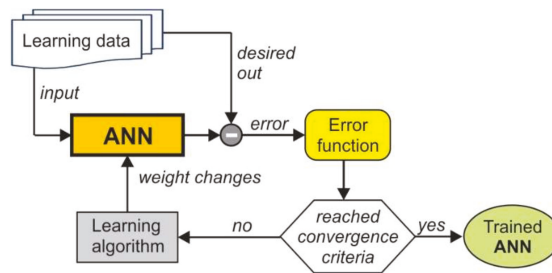 Learning data
desired
out
input
ANN
error
Error
function
weight changes
Learning
algorithm
no
reached
convergence
criteria
yes
Trained
ANN